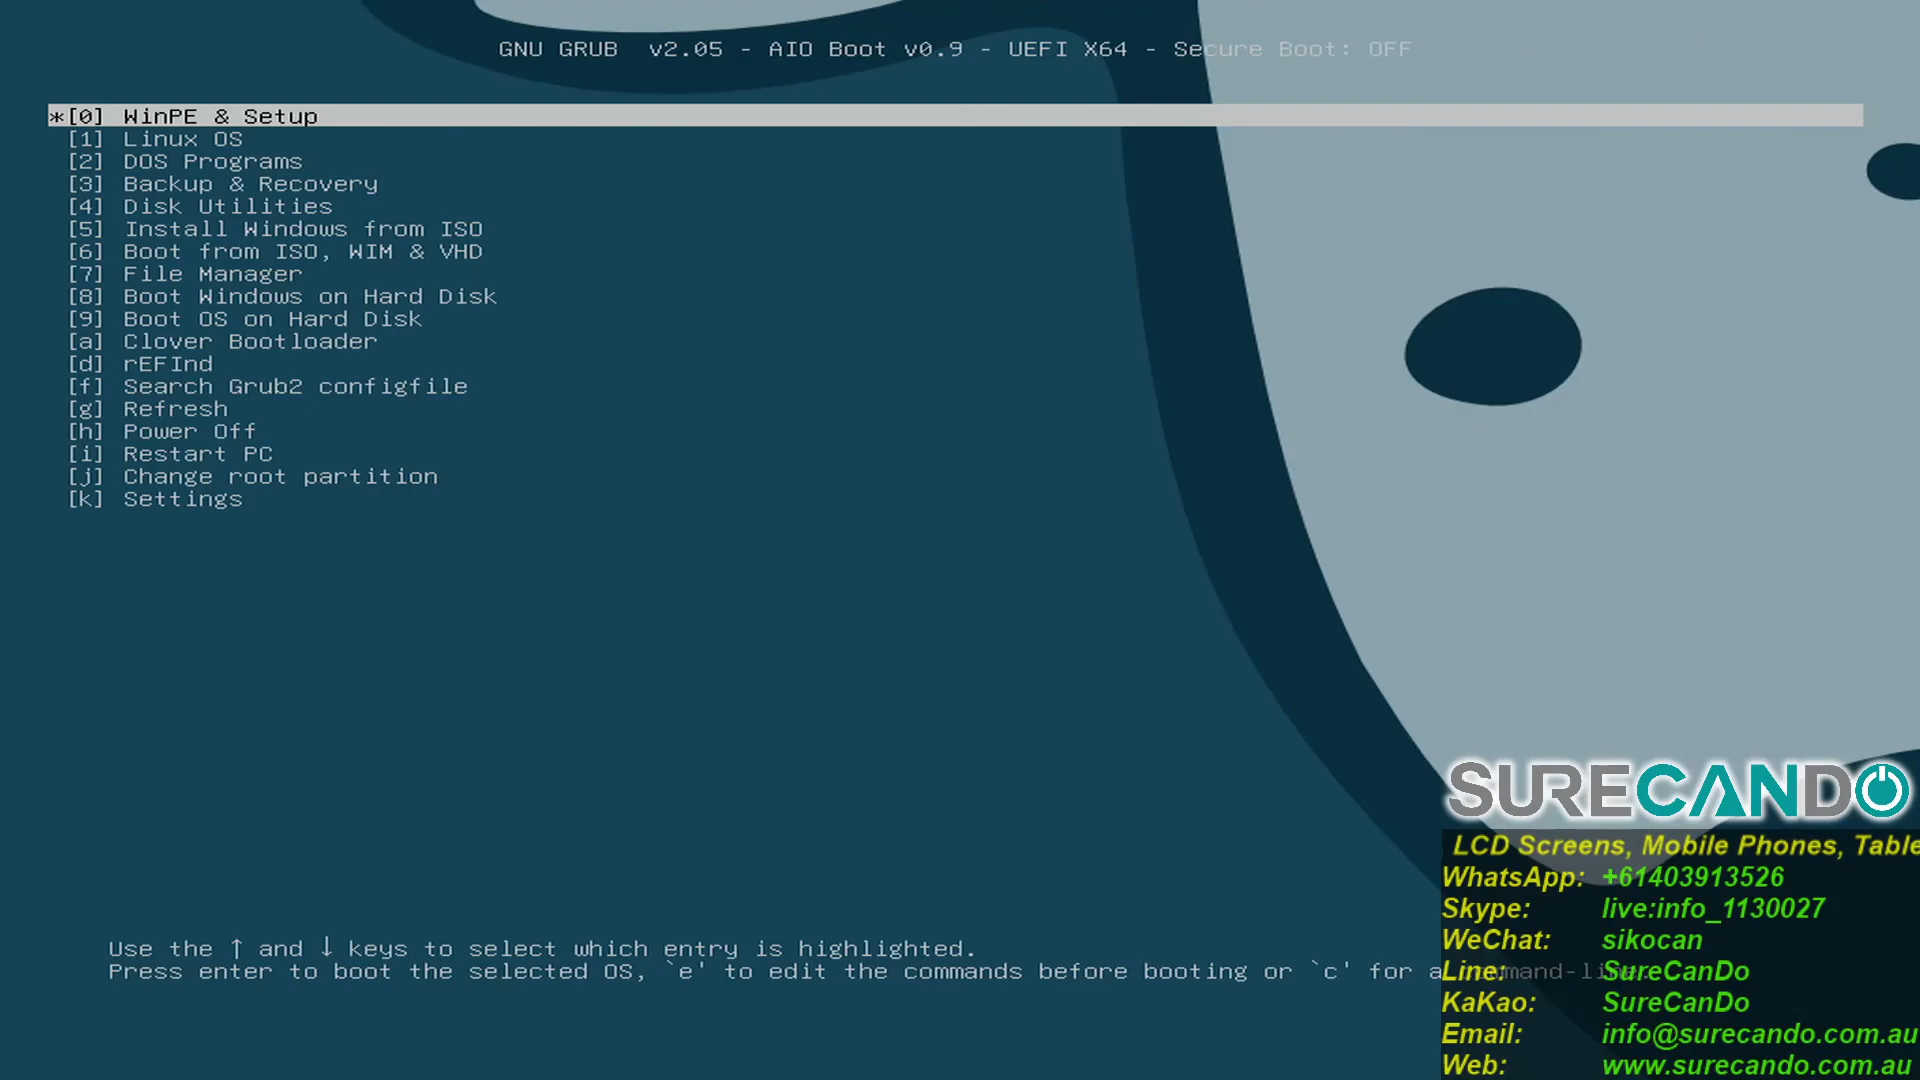 GNU GRUB  v2.05 - AIO Boot v0.9 - UEFI X64 - Secure Boot: OFF
*[0] WinPE & Setup
[1] Linux OS
[2] DOS Programs
[3] Backup & Recovery
[4] Disk Utilities
[5] Install Windows from ISO
[6] Boot from ISO, WIM & VHD
[7] File Manager
[8] Boot Windows on Hard Disk
[9] Boot OS on Hard Disk
[a] Clover Bootloader
[d] rEFInd
[f] Search Grub2 configfile
[g] Refresh
[h] Power Off
[i] Restart PC
[j] Change root partition
[k] Settings
Use the ↑ and ↓ keys to select which entry is highlighted.
Press enter to boot the selected OS, `e' to edit the commands before booting or `c' for a command-line.
SURECANDO
LCD Screens, Mobile Phones, Table
WhatsApp: +61403913526
Skype: live:info_1130027
WeChat: sikocan
Line: SureCanDo
KaKao: SureCanDo
Email: info@surecando.com.au
Web: www.surecando.com.au